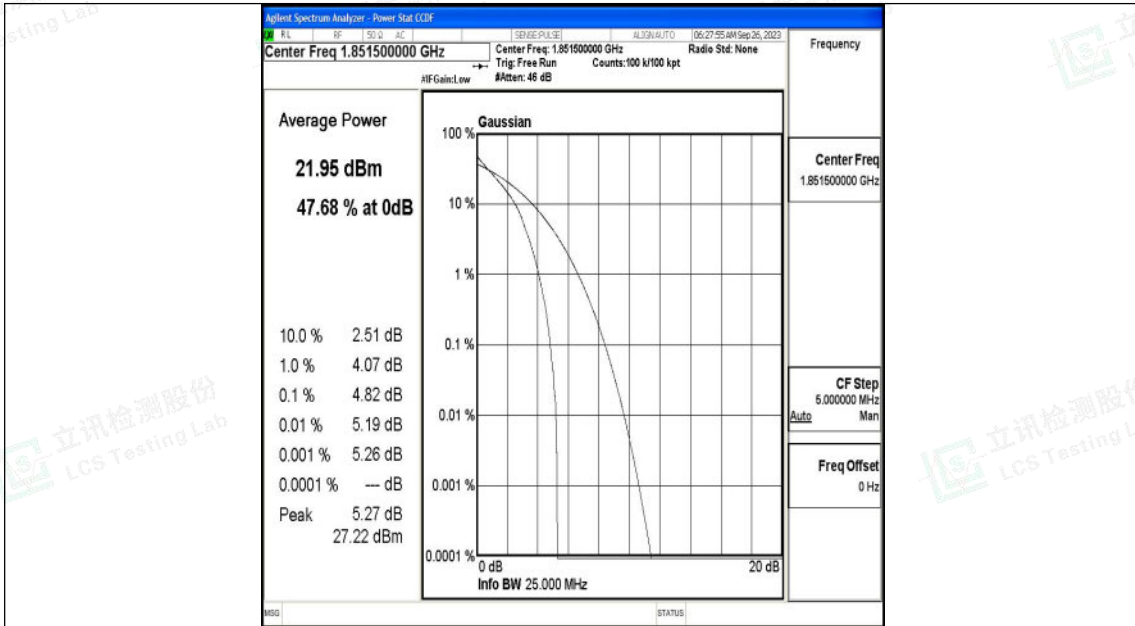 Agilent Spectrum Analyzer - Power Stat CCDF
RL RF 50 Ω AC SENSE:PULSE ALIGNAUTO 06:27:55 AM Sep 26, 2023
Center Freq 1.851500000 GHz
Center Freq: 1.851500000 GHz Radio Std: None
Trig: Free Run Counts:100 k/100 kpt
#IFGain:Low #Atten: 46 dB
Frequency
Average Power
21.95 dBm
47.68 % at 0dB
10.0 % 2.51 dB
1.0 % 4.07 dB
0.1 % 4.82 dB
0.01 % 5.19 dB
0.001 % 5.26 dB
0.0001 % --- dB
Peak 5.27 dB
27.22 dBm
Gaussian
100 %
10 %
1 %
0.1 %
0.01 %
0.001 %
0.0001 %
0 dB 20 dB
Info BW 25.000 MHz
Center Freq
1.851500000 GHz
CF Step
5.000000 MHz
Auto Man
Freq Offset
0 Hz
MSG STATUS
立讯检测股份
LCS Testing Lab
立讯检测股份
LCS Testing L
sting Lab